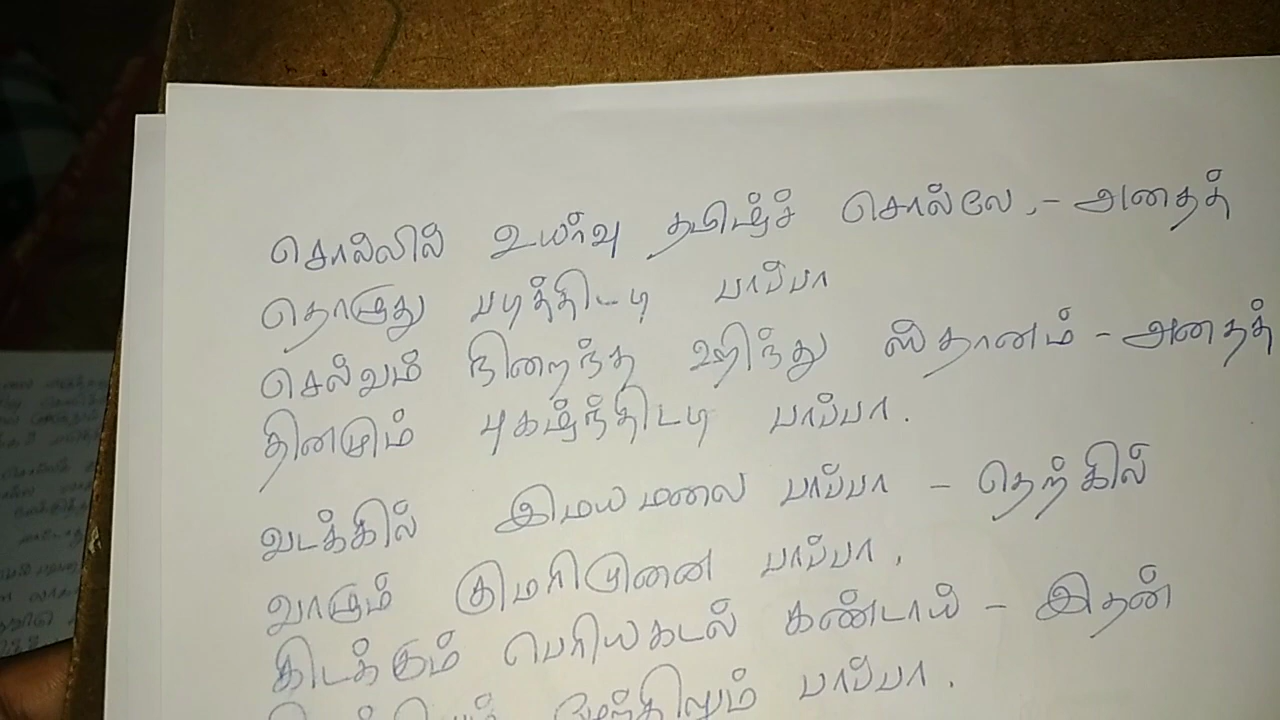 சொல்லில் உயர்வு தமிழ்ச் சொல்லே, - அதைத்
தொழுது படித்திடடி பாப்பா
செல்வம் நிறைந்த ஹிந்து ஸ்தானம் - அதைத்
தினமும் புகழ்ந்திடடி பாப்பா.
வடக்கில் இமயமலை பாப்பா - தெற்கில்
வாழும் குமரிமுனை பாப்பா,
கிடக்கும் பெரியகடல் கண்டாய் - இதன்
மேற்கிலும் பாப்பா.